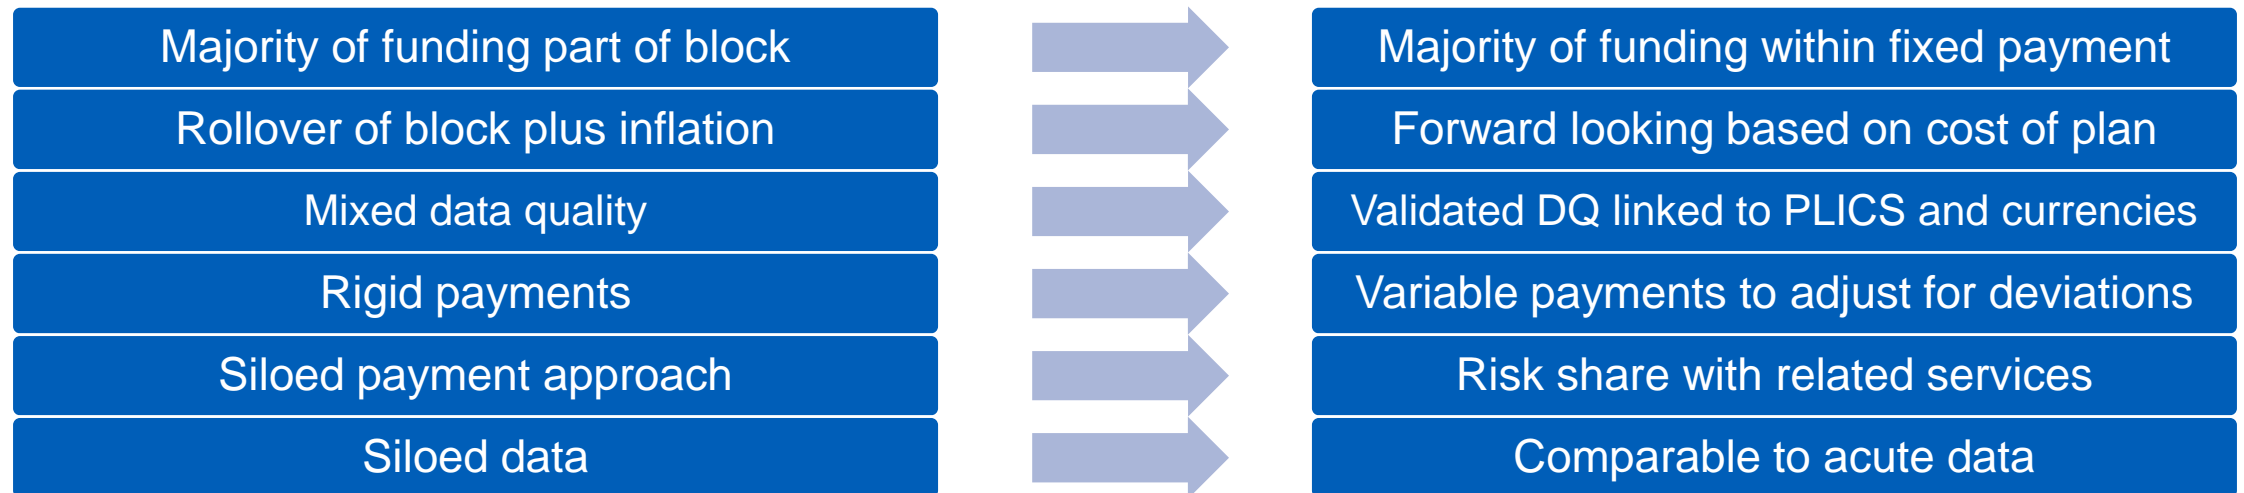 Majority of funding part of block
Majority of funding within fixed payment
Rollover of block plus inflation
Forward looking based on cost of plan
Mixed data quality
Validated DQ linked to PLICS and currencies
Rigid payments
Variable payments to adjust for deviations
Siloed payment approach
Risk share with related services
Siloed data
Comparable to acute data